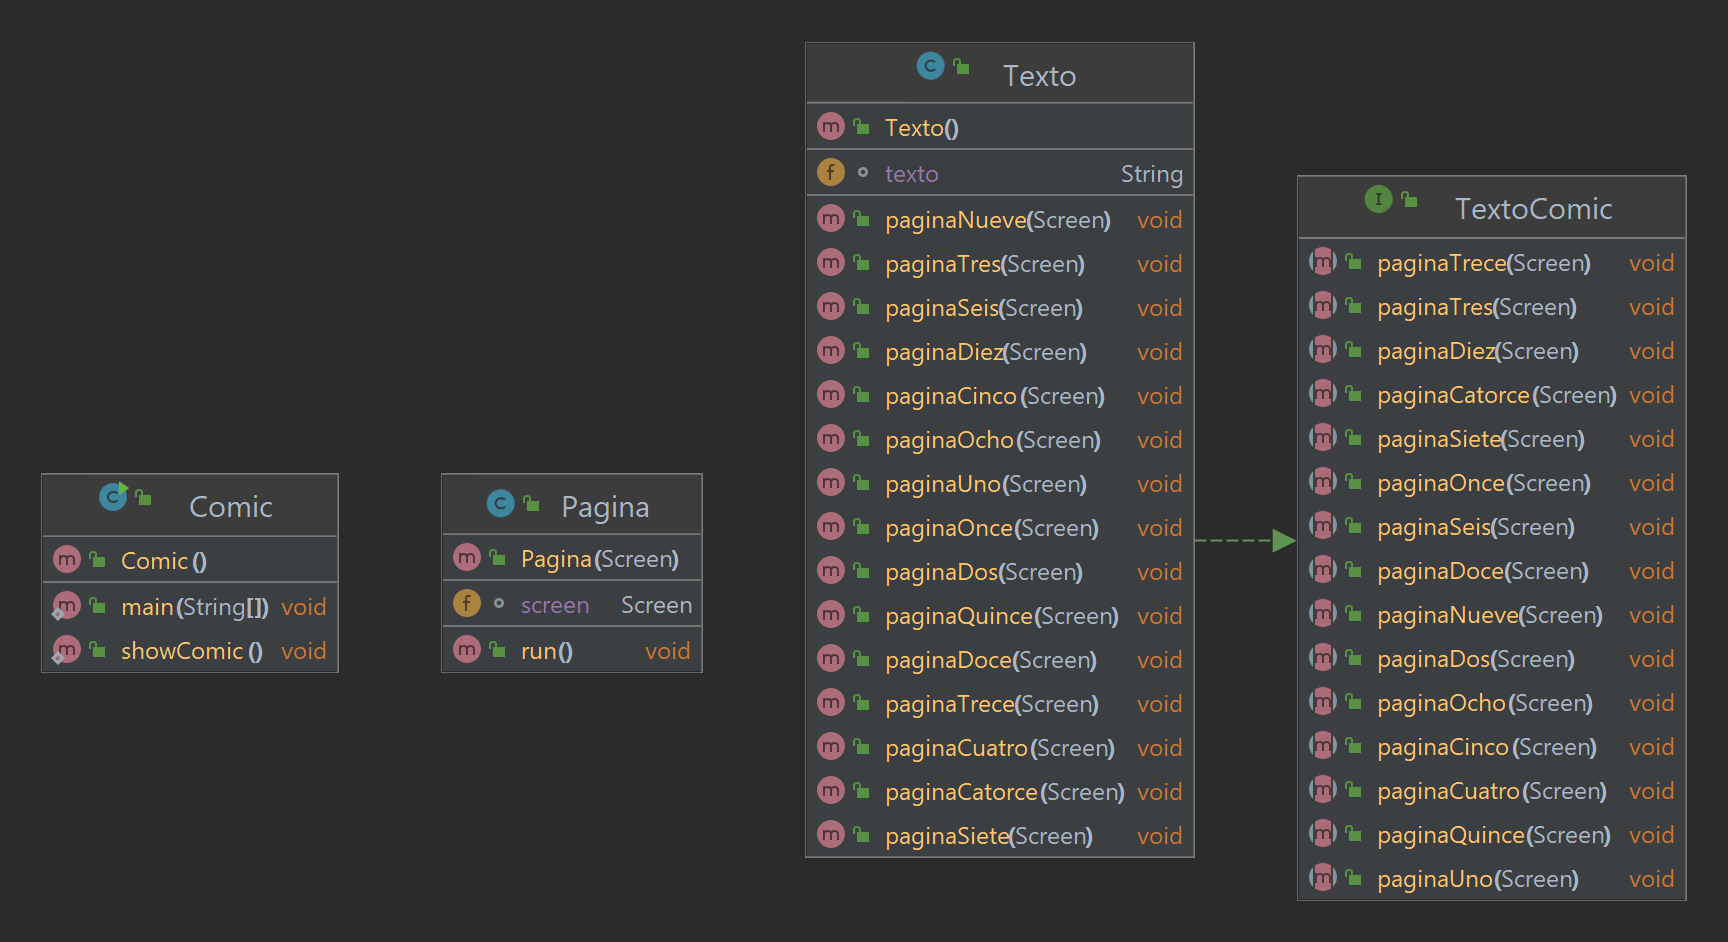 Comic
Comic()
main(String[]) void
showComic() void
Pagina
Pagina(Screen)
screen Screen
run() void
Texto
Texto()
texto String
paginaNueve(Screen) void
paginaTres(Screen) void
paginaSeis(Screen) void
paginaDiez(Screen) void
paginaCinco(Screen) void
paginaOcho(Screen) void
paginaUno(Screen) void
paginaOnce(Screen) void
paginaDos(Screen) void
paginaQuince(Screen) void
paginaDoce(Screen) void
paginaTrece(Screen) void
paginaCuatro(Screen) void
paginaCatorce(Screen) void
paginaSiete(Screen) void
TextoComic
paginaTrece(Screen) void
paginaTres(Screen) void
paginaDiez(Screen) void
paginaCatorce(Screen) void
paginaSiete(Screen) void
paginaOnce(Screen) void
paginaSeis(Screen) void
paginaDoce(Screen) void
paginaNueve(Screen) void
paginaDos(Screen) void
paginaOcho(Screen) void
paginaCinco(Screen) void
paginaCuatro(Screen) void
paginaQuince(Screen) void
paginaUno(Screen) void